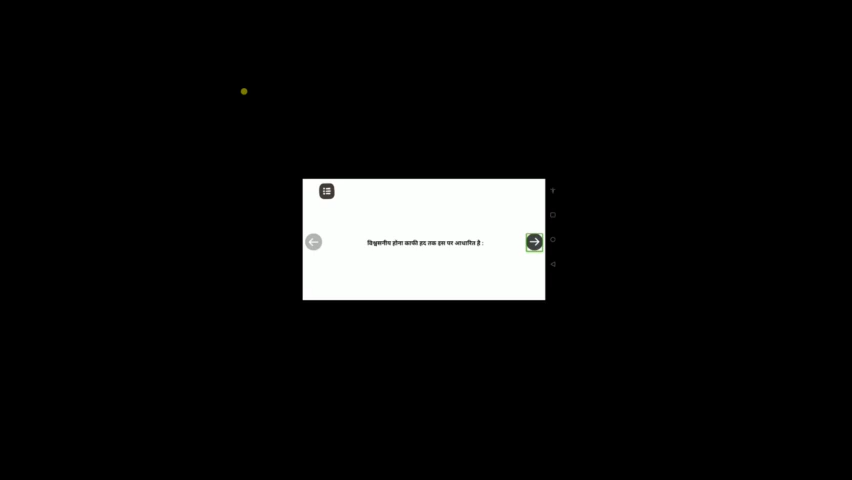 विश्वसनीय होना काफी हद तक इस पर आधारित है :